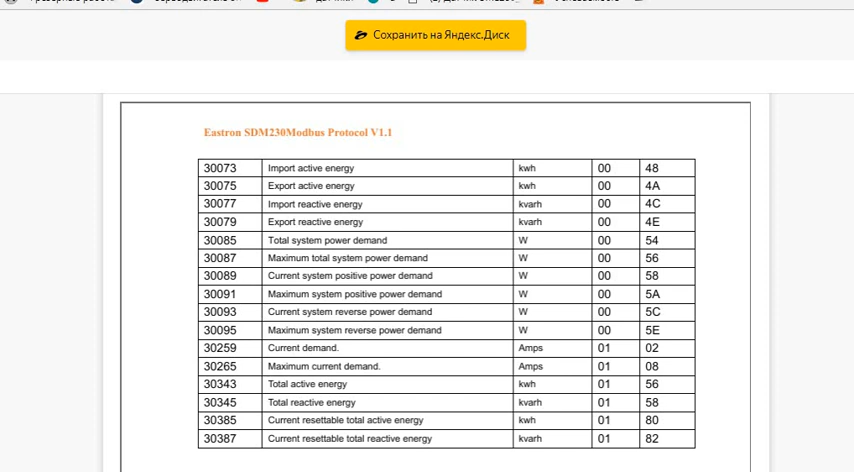 Сохранить на Яндекс.Диск
Eastron SDM230Modbus Protocol V1.1
30073 Import active energy kwh 00 48
30075 Export active energy kwh 00 4A
30077 Import reactive energy kvarh 00 4C
30079 Export reactive energy kvarh 00 4E
30085 Total system power demand W 00 54
30087 Maximum total system power demand W 00 56
30089 Current system positive power demand W 00 58
30091 Maximum system positive power demand W 00 5A
30093 Current system reverse power demand W 00 5C
30095 Maximum system reverse power demand W 00 5E
30259 Current demand. Amps 01 02
30265 Maximum current demand. Amps 01 08
30343 Total active energy kwh 01 56
30345 Total reactive energy kvarh 01 58
30385 Current resettable total active energy kwh 01 80
30387 Current resettable total reactive energy kvarh 01 82